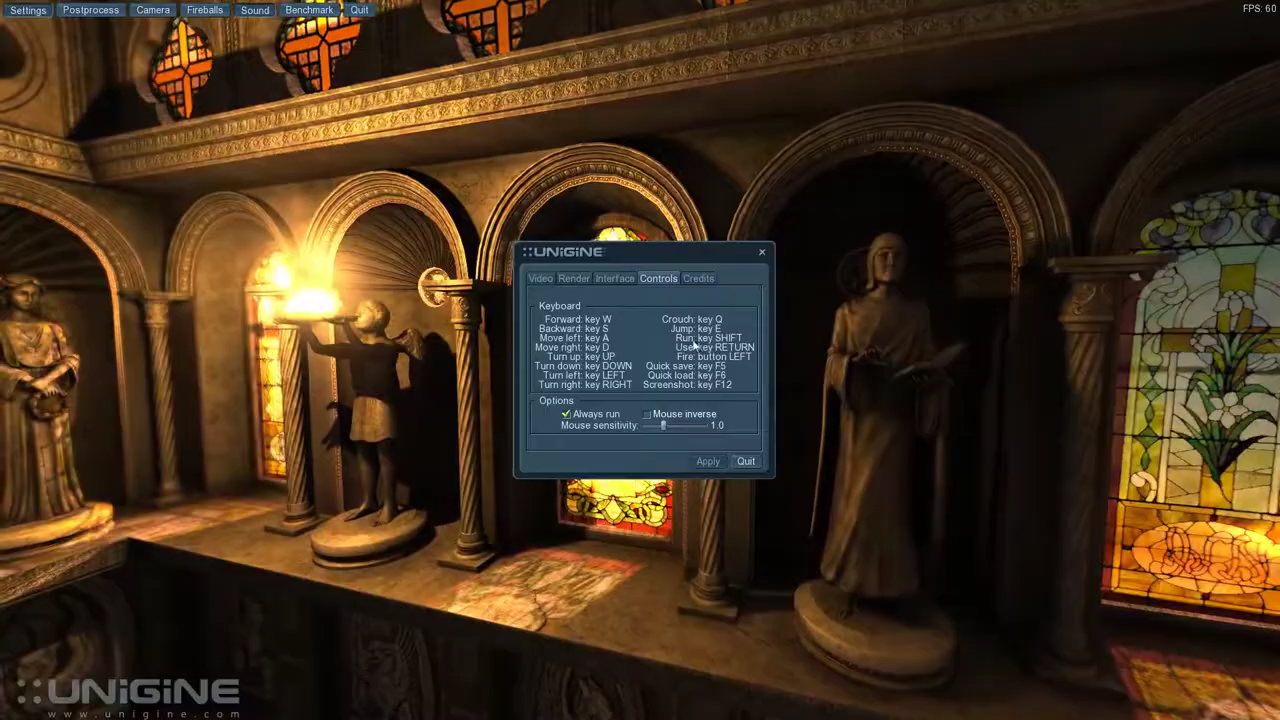 Settings Postprocess Camera Fireballs Sound Benchmark Quit
FPS: 60
::UNiGiNE
Video Render Interface Controls Credits
Keyboard
Forward: key W
Backward: key S
Move left: key A
Move right: key D
Turn up: key UP
Turn down: key DOWN
Turn left: key LEFT
Turn right: key RIGHT
Crouch: key Q
Jump: key E
Run: key SHIFT
Use: key RETURN
Fire: button LEFT
Quick save: key F5
Quick load: key F6
Screenshot: key F12
Options
Always run Mouse inverse
Mouse sensitivity: 1.0
Apply Quit
::UNiGiNE
www.unigine.com